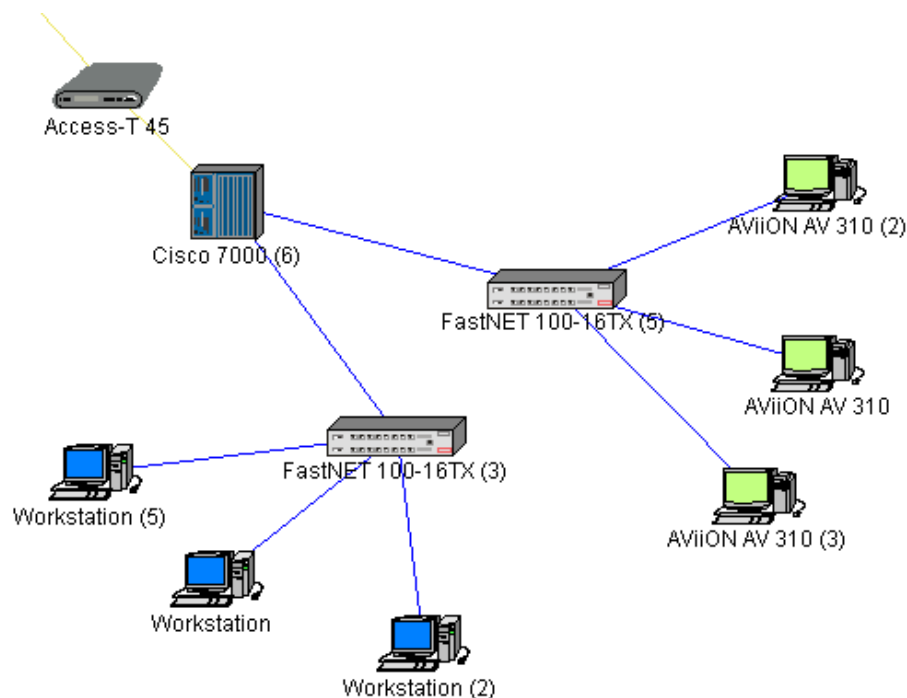 Access-T 45
Cisco 7000 (6)
AViiON AV 310 (2)
FastNET 100-16TX (5)
AViiON AV 310
FastNET 100-16TX (3)
Workstation (5)
AViiON AV 310 (3)
Workstation
Workstation (2)